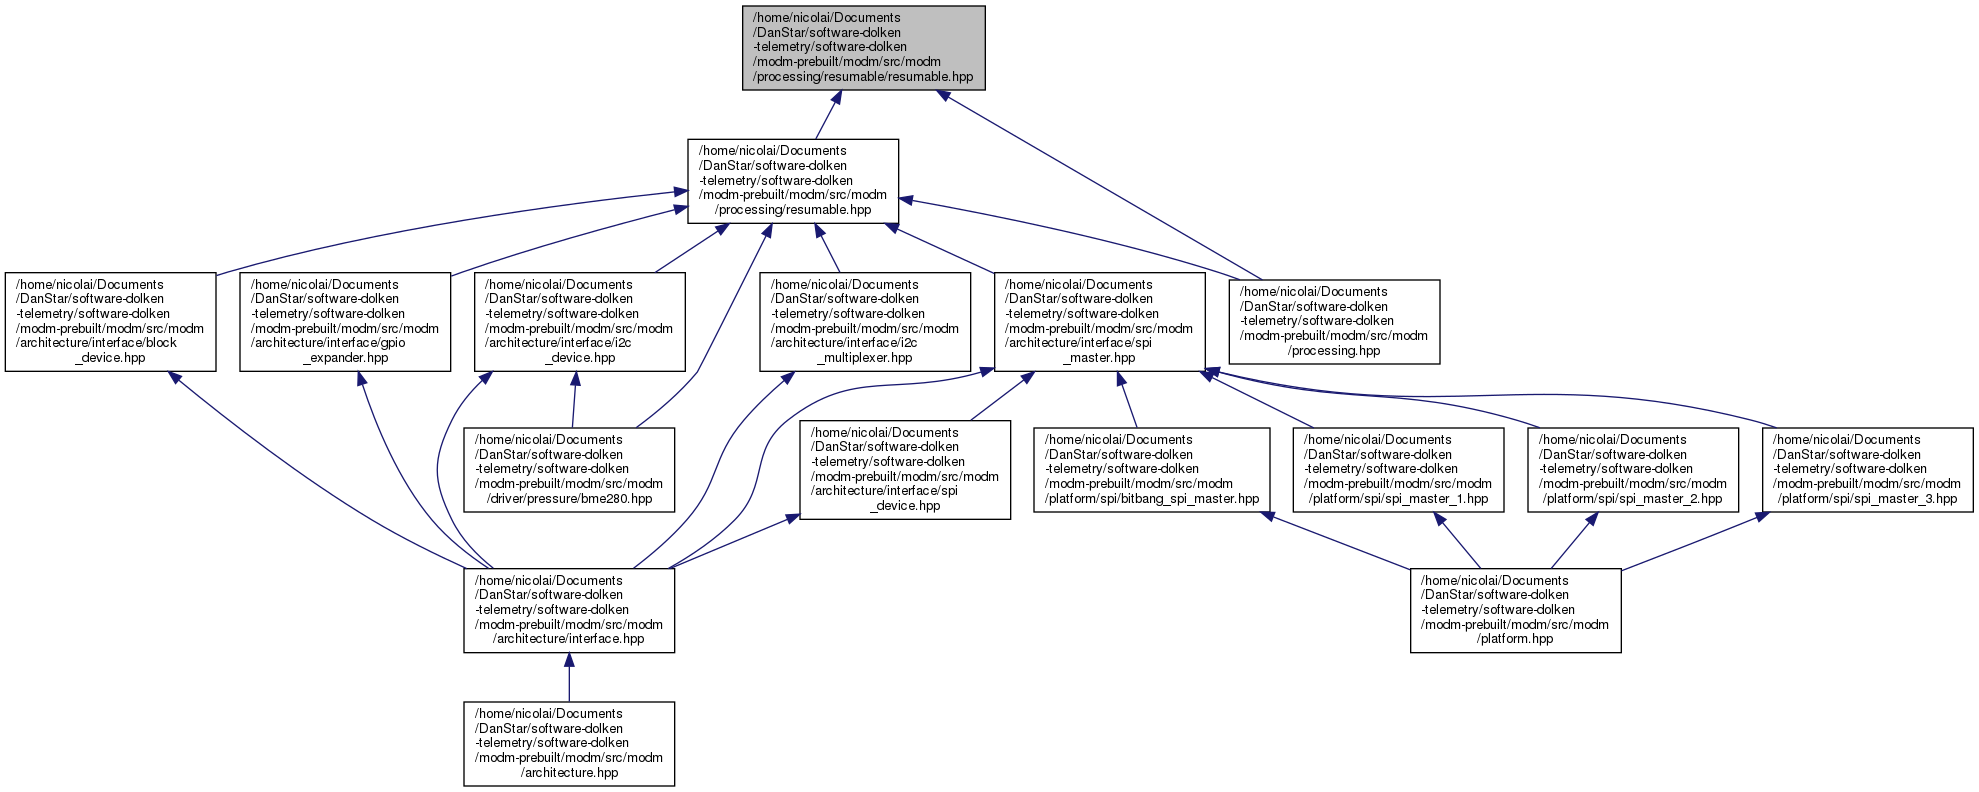 /home/nicolai/Documents
/DanStar/software-dolken
-telemetry/software-dolken
/modm-prebuilt/modm/src/modm
/processing/resumable/resumable.hpp
/home/nicolai/Documents
/DanStar/software-dolken
-telemetry/software-dolken
/modm-prebuilt/modm/src/modm
/processing/resumable.hpp
/home/nicolai/Documents
/DanStar/software-dolken
-telemetry/software-dolken
/modm-prebuilt/modm/src/modm
/architecture/interface/block
_device.hpp
/home/nicolai/Documents
/DanStar/software-dolken
-telemetry/software-dolken
/modm-prebuilt/modm/src/modm
/architecture/interface/gpio
_expander.hpp
/home/nicolai/Documents
/DanStar/software-dolken
-telemetry/software-dolken
/modm-prebuilt/modm/src/modm
/architecture/interface/i2c
_device.hpp
/home/nicolai/Documents
/DanStar/software-dolken
-telemetry/software-dolken
/modm-prebuilt/modm/src/modm
/architecture/interface/i2c
_multiplexer.hpp
/home/nicolai/Documents
/DanStar/software-dolken
-telemetry/software-dolken
/modm-prebuilt/modm/src/modm
/architecture/interface/spi
_master.hpp
/home/nicolai/Documents
/DanStar/software-dolken
-telemetry/software-dolken
/modm-prebuilt/modm/src/modm
/processing.hpp
/home/nicolai/Documents
/DanStar/software-dolken
-telemetry/software-dolken
/modm-prebuilt/modm/src/modm
/driver/pressure/bme280.hpp
/home/nicolai/Documents
/DanStar/software-dolken
-telemetry/software-dolken
/modm-prebuilt/modm/src/modm
/architecture/interface/spi
_device.hpp
/home/nicolai/Documents
/DanStar/software-dolken
-telemetry/software-dolken
/modm-prebuilt/modm/src/modm
/platform/spi/bitbang_spi_master.hpp
/home/nicolai/Documents
/DanStar/software-dolken
-telemetry/software-dolken
/modm-prebuilt/modm/src/modm
/platform/spi/spi_master_1.hpp
/home/nicolai/Documents
/DanStar/software-dolken
-telemetry/software-dolken
/modm-prebuilt/modm/src/modm
/platform/spi/spi_master_2.hpp
/home/nicolai/Documents
/DanStar/software-dolken
-telemetry/software-dolken
/modm-prebuilt/modm/src/modm
/platform/spi/spi_master_3.hpp
/home/nicolai/Documents
/DanStar/software-dolken
-telemetry/software-dolken
/modm-prebuilt/modm/src/modm
/architecture/interface.hpp
/home/nicolai/Documents
/DanStar/software-dolken
-telemetry/software-dolken
/modm-prebuilt/modm/src/modm
/platform.hpp
/home/nicolai/Documents
/DanStar/software-dolken
-telemetry/software-dolken
/modm-prebuilt/modm/src/modm
/architecture.hpp